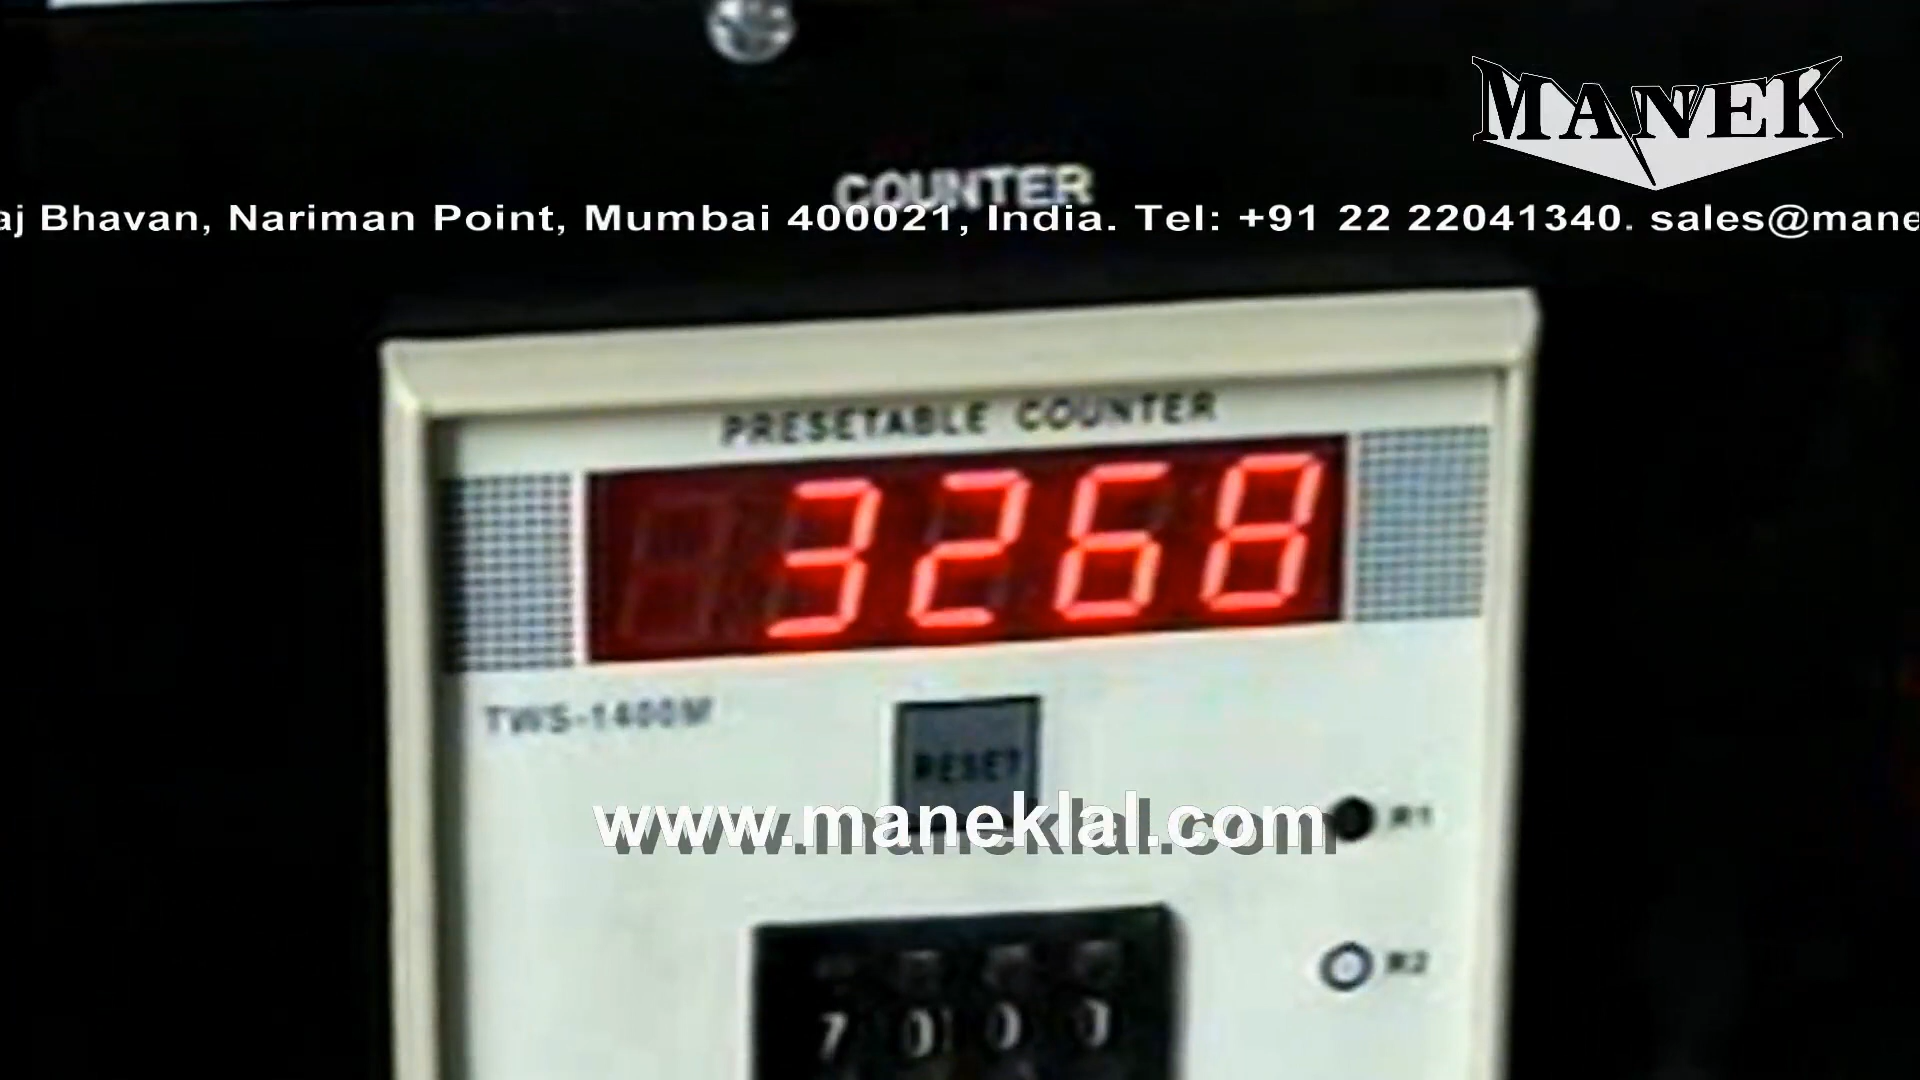 MANEK
COUNTER
aj Bhavan, Nariman Point, Mumbai 400021, India. Tel: +91 22 22041340. sales@mane
PRESETABLE COUNTER
3268
TWS-1400M
RESET
www.maneklal.com
R1
R2
7000